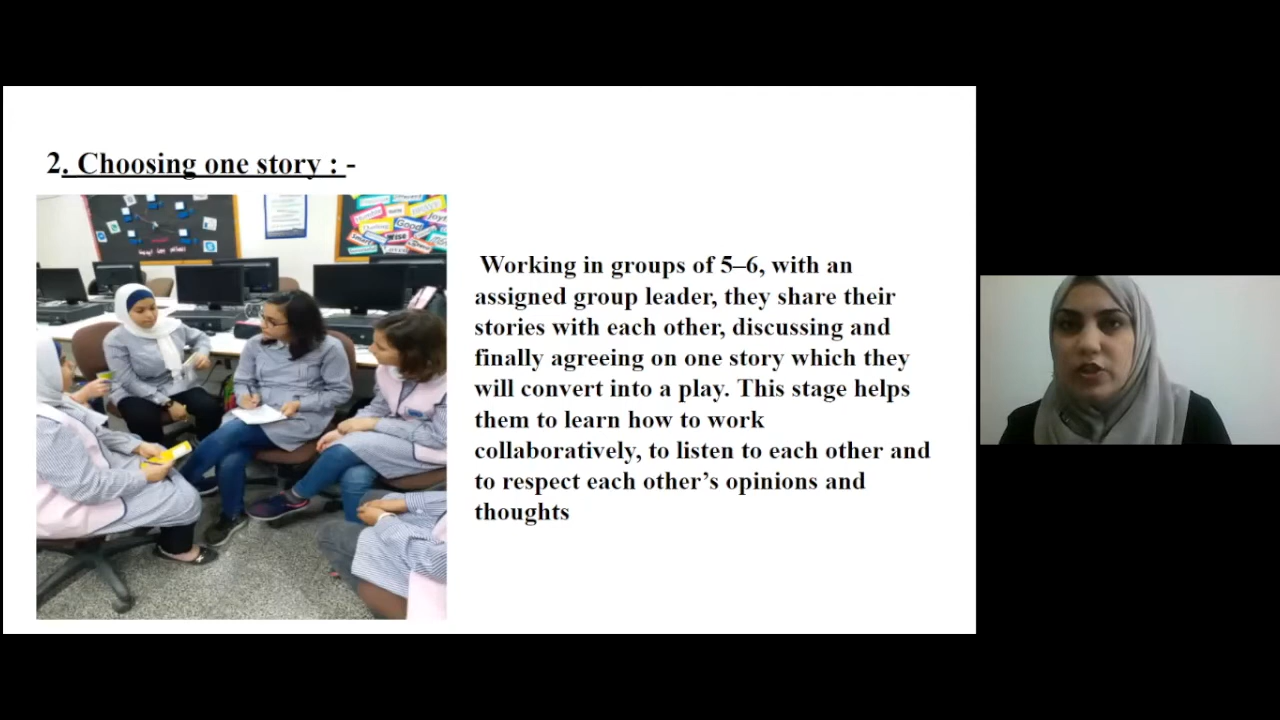 2. Choosing one story : -
Working in groups of 5–6, with an
assigned group leader, they share their
stories with each other, discussing and
finally agreeing on one story which they
will convert into a play. This stage helps
them to learn how to work
collaboratively, to listen to each other and
to respect each other’s opinions and
thoughts
Good
WISE